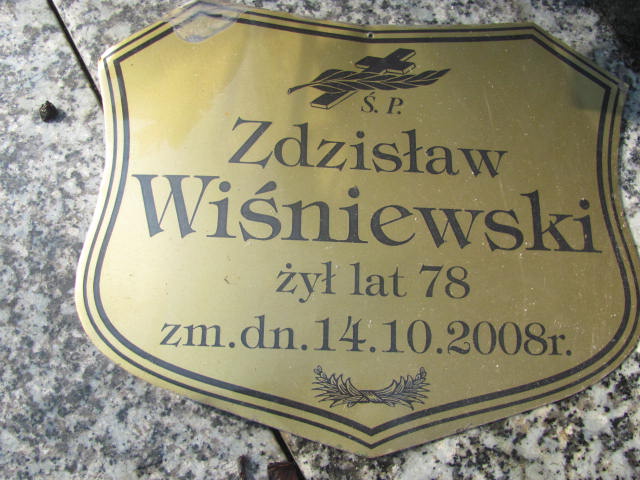 Ś. P.
Zdzisław
Wiśniewski
żył lat 78
zm.dn.14.10.2008r.